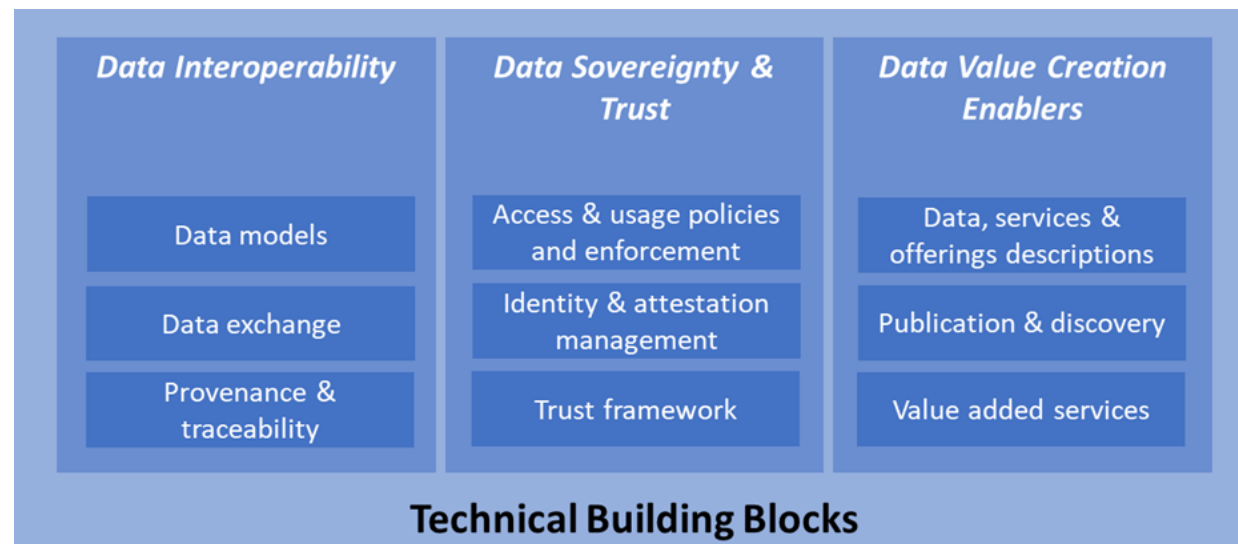 Data Interoperability
Data models
Data exchange
Provenance &
traceability
Data Sovereignty &
Trust
Access & usage policies
and enforcement
Identity & attestation
management
Trust framework
Data Value Creation
Enablers
Data, services &
offerings descriptions
Publication & discovery
Value added services
Technical Building Blocks